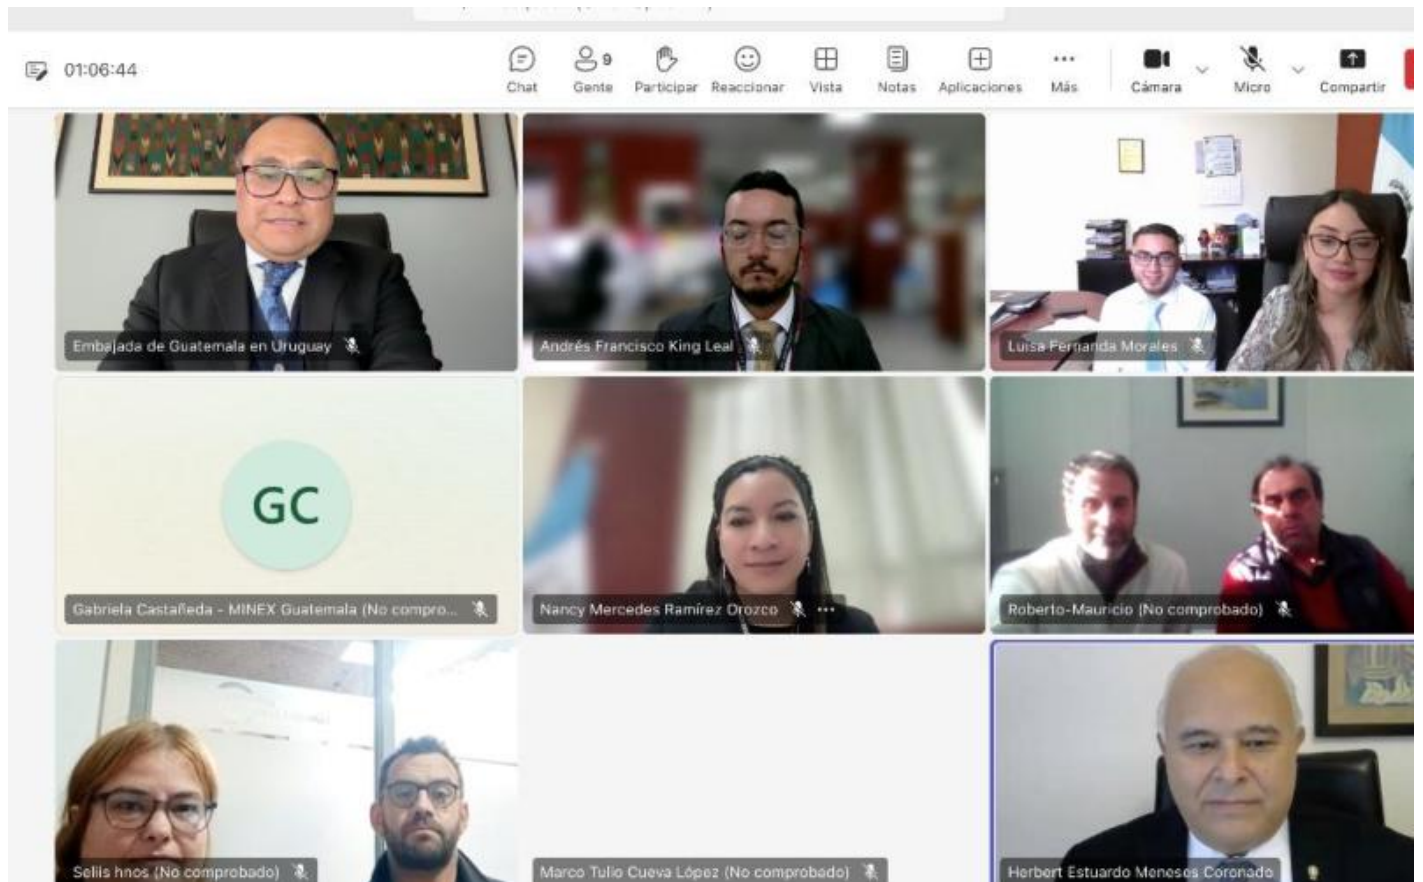 01:06:44
Chat
Gente
9
Participar
Reaccionar
Vista
Notas
Aplicaciones
Más
Cámara
Micro
Compartir
Embajada de Guatemala en Uruguay
Andrés Francisco King Leal
Luisa Fernanda Morales
GC
Gabriela Castañeda - MINEX Guatemala (No compro...
Nancy Mercedes Ramírez Orozco
Roberto-Mauricio (No comprobado)
Sellis hnos (No comprobado)
Marco Tulio Cueva López (No comprobado)
Herbert Estuardo Meneses Coronado